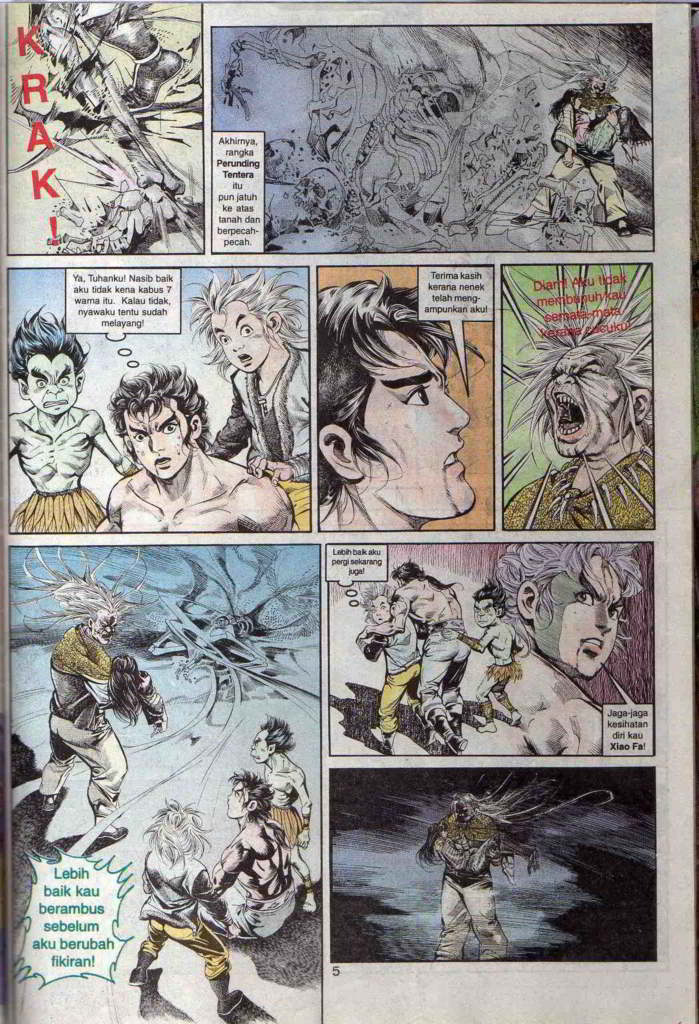 KRAK!
Akhirnya,
rangka
Perunding
Tentera
itu
pun jatuh
ke atas
tanah dan
berpecah-
pecah.
Ya, Tuhanku! Nasib baik
aku tidak kena kabus 7
warna itu. Kalau tidak,
nyawaku tentu sudah
melayang!
Terima kasih
kerana nenek
telah meng-
ampunkan aku!
Diam! Aku tidak
membunuh kau
semata-mata
kerana cucuku!
Lebih
baik kau
berambus
sebelum
aku berubah
fikiran!
Lebih baik aku
pergi sekarang
juga!
Jaga-jaga
kesihatan
diri kau
Xiao Fa!
5